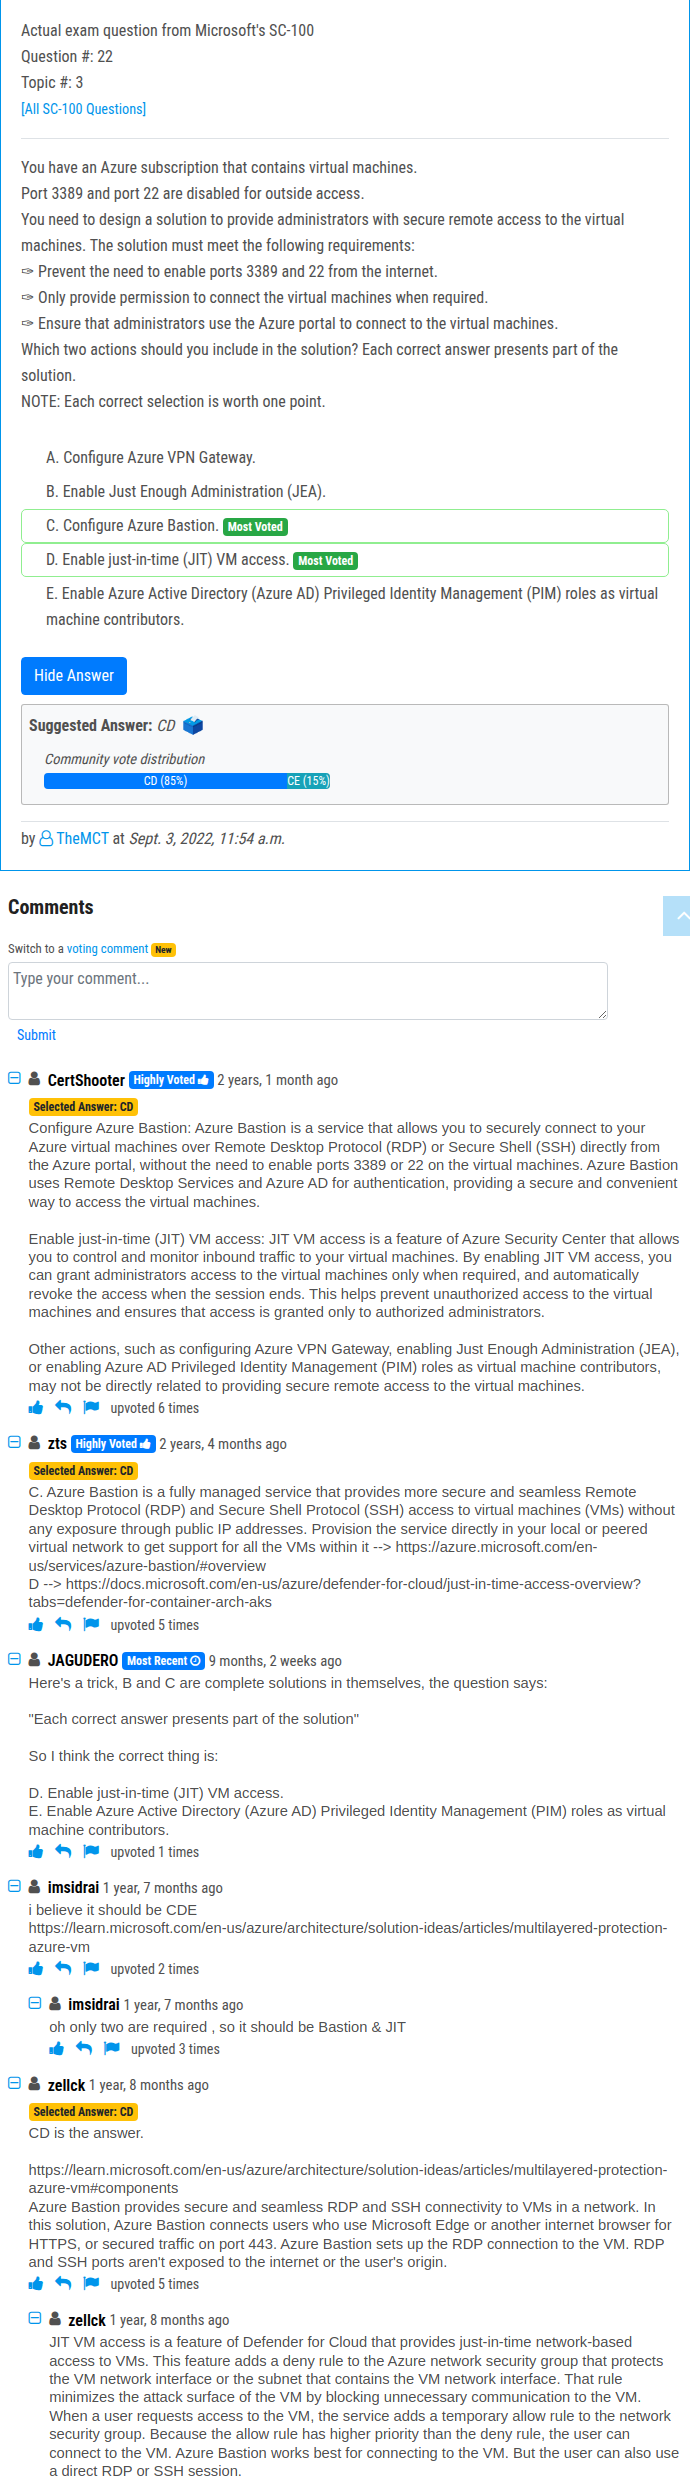 Actual exam question from Microsoft's SC-100
Question #: 22
Topic #: 3
[All SC-100 Questions]
You have an Azure subscription that contains virtual machines.
Port 3389 and port 22 are disabled for outside access.
You need to design a solution to provide administrators with secure remote access to the virtual
machines. The solution must meet the following requirements:
✑ Prevent the need to enable ports 3389 and 22 from the internet.
✑ Only provide permission to connect the virtual machines when required.
✑ Ensure that administrators use the Azure portal to connect to the virtual machines.
Which two actions should you include in the solution? Each correct answer presents part of the
solution.
NOTE: Each correct selection is worth one point.
A. Configure Azure VPN Gateway.
B. Enable Just Enough Administration (JEA).
C. Configure Azure Bastion. Most Voted
D. Enable just-in-time (JIT) VM access. Most Voted
E. Enable Azure Active Directory (Azure AD) Privileged Identity Management (PIM) roles as virtual
machine contributors.
Hide Answer
Suggested Answer: CD
Community vote distribution
CD (85%) CE (15%)
by TheMCT at Sept. 3, 2022, 11:54 a.m.
Comments
Switch to a voting comment New
Type your comment...
Submit
CertShooter Highly Voted 2 years, 1 month ago
Selected Answer: CD
Configure Azure Bastion: Azure Bastion is a service that allows you to securely connect to your
Azure virtual machines over Remote Desktop Protocol (RDP) or Secure Shell (SSH) directly from
the Azure portal, without the need to enable ports 3389 or 22 on the virtual machines. Azure Bastion
uses Remote Desktop Services and Azure AD for authentication, providing a secure and convenient
way to access the virtual machines.
Enable just-in-time (JIT) VM access: JIT VM access is a feature of Azure Security Center that allows
you to control and monitor inbound traffic to your virtual machines. By enabling JIT VM access, you
can grant administrators access to the virtual machines only when required, and automatically
revoke the access when the session ends. This helps prevent unauthorized access to the virtual
machines and ensures that access is granted only to authorized administrators.
Other actions, such as configuring Azure VPN Gateway, enabling Just Enough Administration (JEA),
or enabling Azure AD Privileged Identity Management (PIM) roles as virtual machine contributors,
may not be directly related to providing secure remote access to the virtual machines.
upvoted 6 times
zts Highly Voted 2 years, 4 months ago
Selected Answer: CD
C. Azure Bastion is a fully managed service that provides more secure and seamless Remote
Desktop Protocol (RDP) and Secure Shell Protocol (SSH) access to virtual machines (VMs) without
any exposure through public IP addresses. Provision the service directly in your local or peered
virtual network to get support for all the VMs within it --> https://azure.microsoft.com/en-
us/services/azure-bastion/#overview
D --> https://docs.microsoft.com/en-us/azure/defender-for-cloud/just-in-time-access-overview?
tabs=defender-for-container-arch-aks
upvoted 5 times
JAGUDERO Most Recent 9 months, 2 weeks ago
Here's a trick, B and C are complete solutions in themselves, the question says:
"Each correct answer presents part of the solution"
So I think the correct thing is:
D. Enable just-in-time (JIT) VM access.
E. Enable Azure Active Directory (Azure AD) Privileged Identity Management (PIM) roles as virtual
machine contributors.
upvoted 1 times
imsidrai 1 year, 7 months ago
i believe it should be CDE
https://learn.microsoft.com/en-us/azure/architecture/solution-ideas/articles/multilayered-protection-
azure-vm
upvoted 2 times
imsidrai 1 year, 7 months ago
oh only two are required , so it should be Bastion & JIT
upvoted 3 times
zellck 1 year, 8 months ago
Selected Answer: CD
CD is the answer.
https://learn.microsoft.com/en-us/azure/architecture/solution-ideas/articles/multilayered-protection-
azure-vm#components
Azure Bastion provides secure and seamless RDP and SSH connectivity to VMs in a network. In
this solution, Azure Bastion connects users who use Microsoft Edge or another internet browser for
HTTPS, or secured traffic on port 443. Azure Bastion sets up the RDP connection to the VM. RDP
and SSH ports aren't exposed to the internet or the user's origin.
upvoted 5 times
zellck 1 year, 8 months ago
JIT VM access is a feature of Defender for Cloud that provides just-in-time network-based
access to VMs. This feature adds a deny rule to the Azure network security group that protects
the VM network interface or the subnet that contains the VM network interface. That rule
minimizes the attack surface of the VM by blocking unnecessary communication to the VM.
When a user requests access to the VM, the service adds a temporary allow rule to the network
security group. Because the allow rule has higher priority than the deny rule, the user can
connect to the VM. Azure Bastion works best for connecting to the VM. But the user can also use
a direct RDP or SSH session.